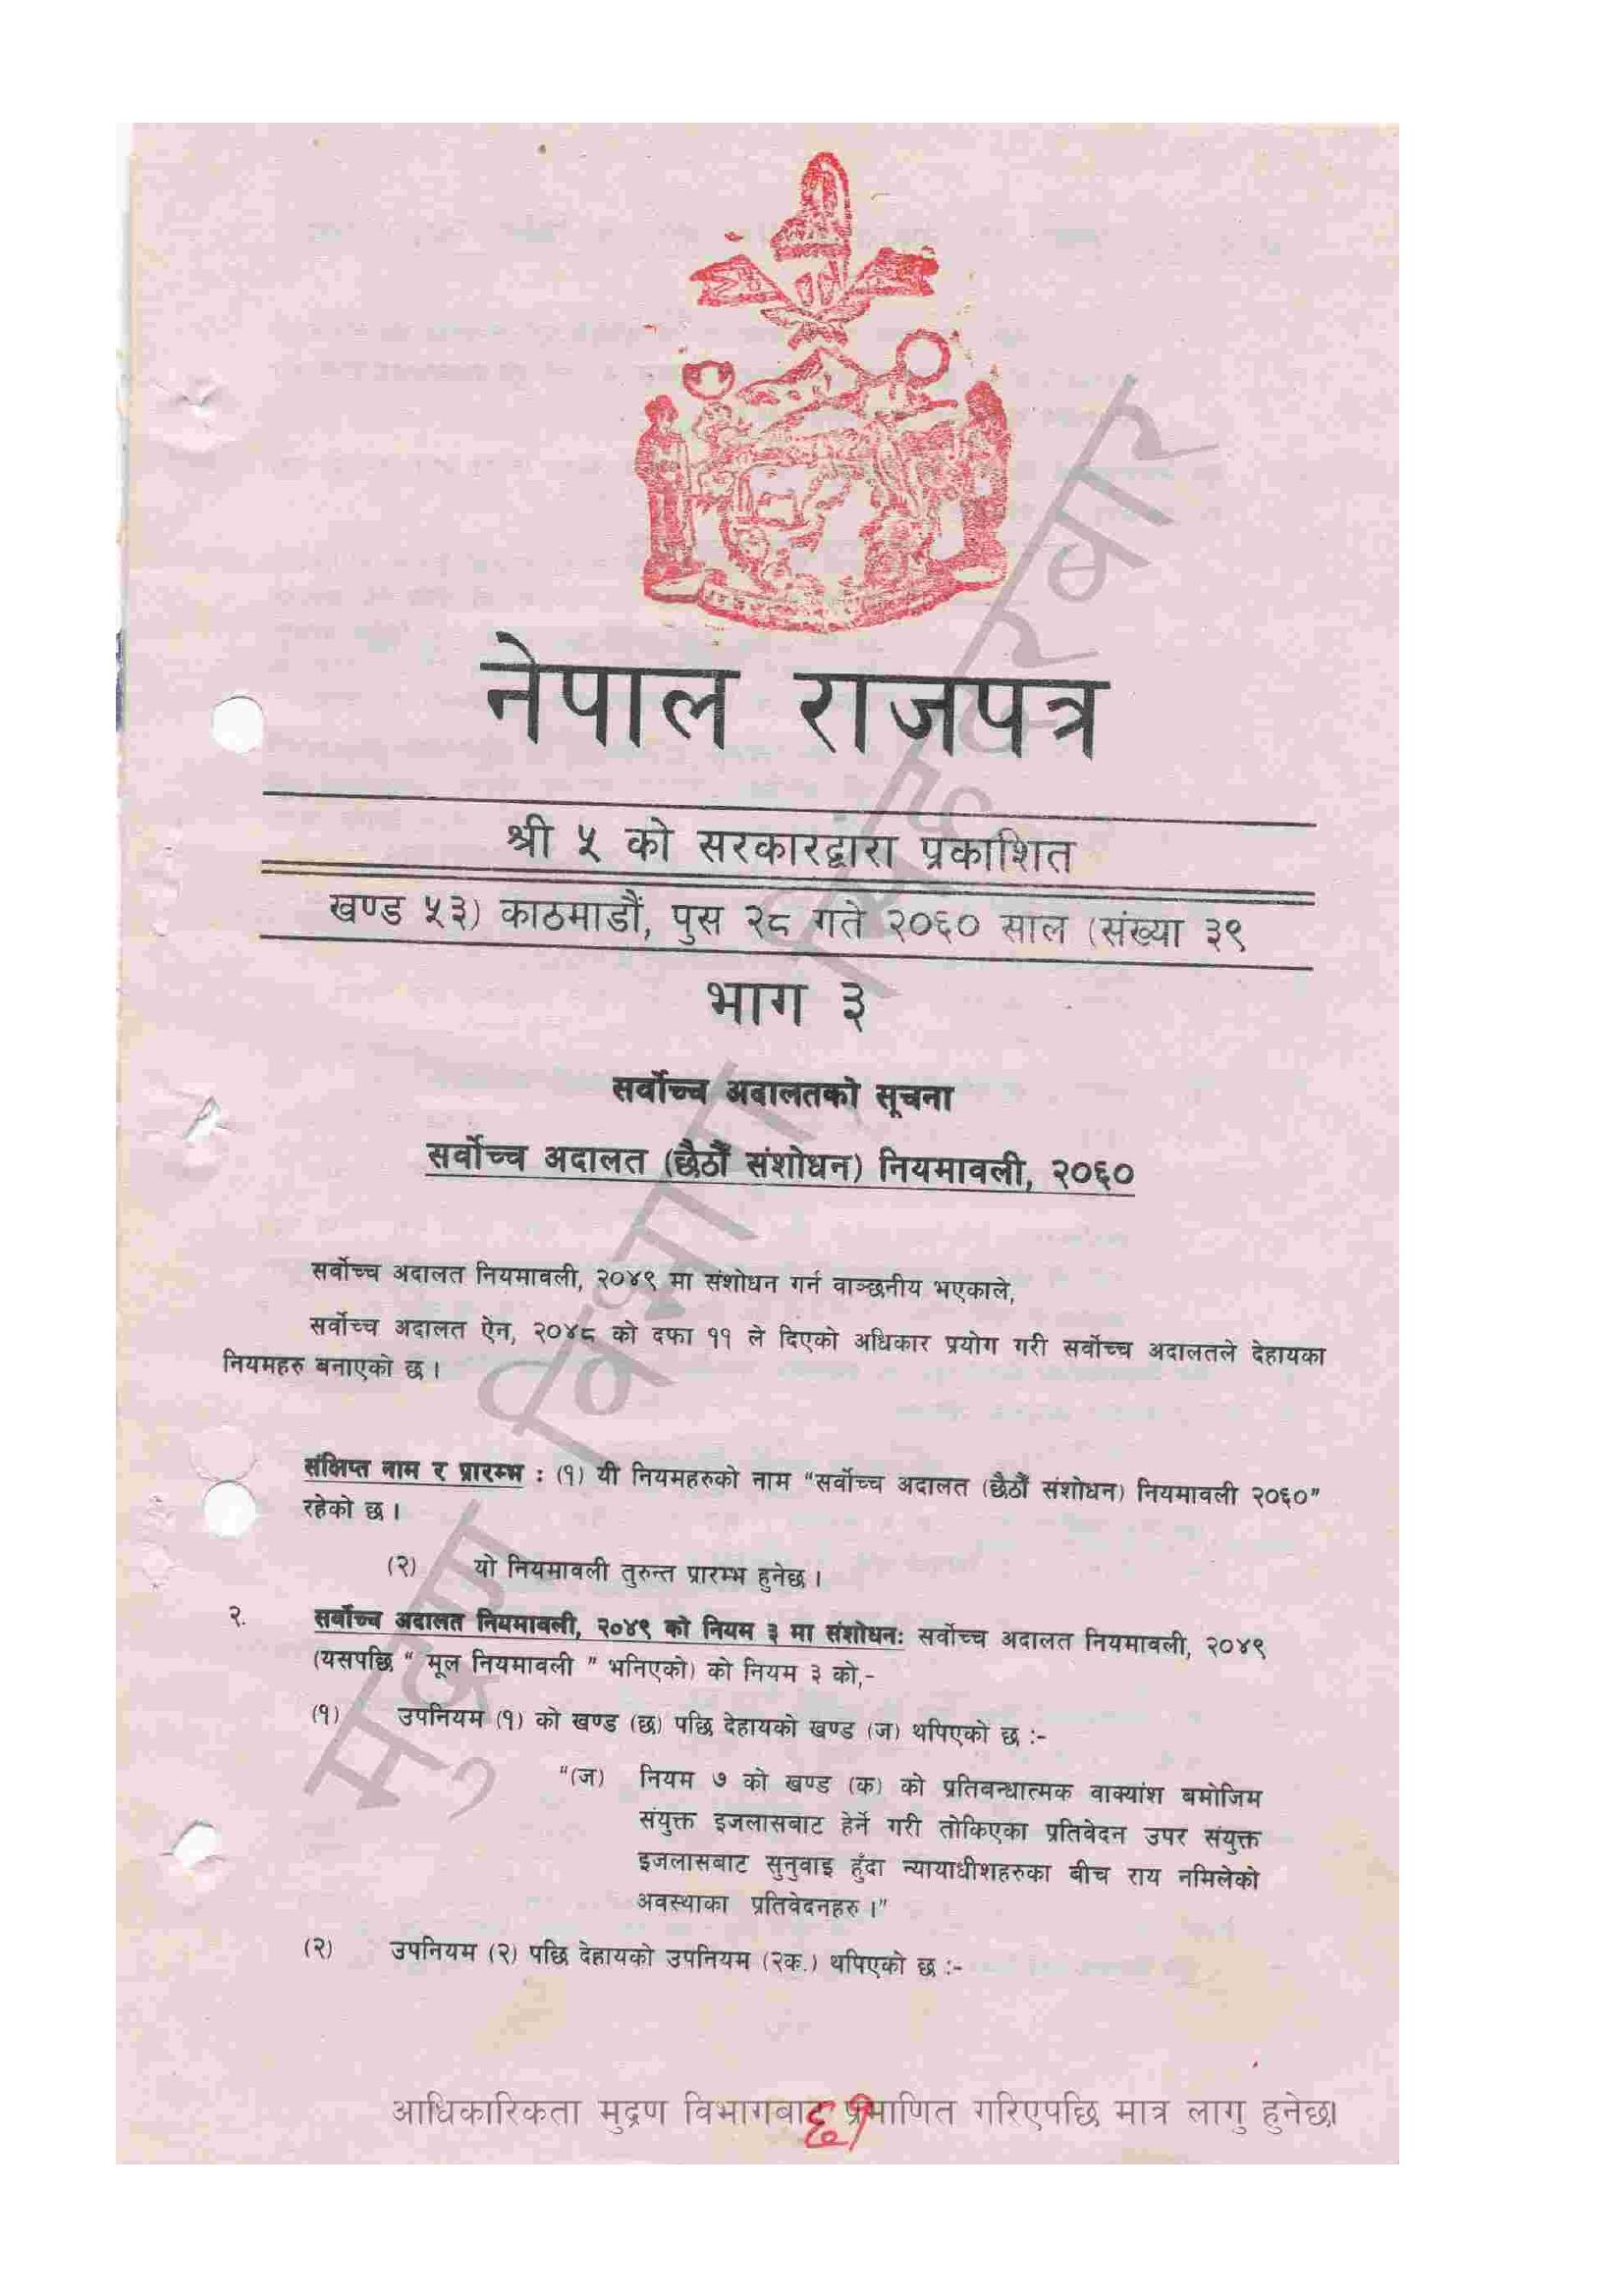 नेपाल राजपत्र
श्री ५ को सरकारद्वारा प्रकाशित
खण्ड ५३) काठमाडौं, पुस २८ गते २०६० साल (संख्या ३९
भाग ३
सर्वोच्च अदालतको सूचना
सर्वोच्च अदालत (छैठौं संशोधन) नियमावली, २०६०
सर्वोच्च अदालत नियमावली, २०४९ मा संशोधन गर्न वाञ्छनीय भएकाले,
सर्वोच्च अदालत ऐन, २०४८ को दफा ११ ले दिएको अधिकार प्रयोग गरी सर्वोच्च अदालतले देहायका
नियमहरु बनाएको छ ।
संक्षिप्त नाम र प्रारम्भ : (१) यी नियमहरुको नाम "सर्वोच्च अदालत (छैठौं संशोधन) नियमावली २०६०"
रहेको छ ।
(२) यो नियमावली तुरुन्त प्रारम्भ हुनेछ ।
२. सर्वोच्च अदालत नियमावली, २०४९ को नियम ३ मा संशोधनः सर्वोच्च अदालत नियमावली, २०४९
(यसपछि " मूल नियमावली " भनिएको) को नियम ३ को,-
(१) उपनियम (१) को खण्ड (छ) पछि देहायको खण्ड (ज) थपिएको छ :-
"(ज) नियम ७ को खण्ड (क) को प्रतिवन्धात्मक वाक्यांश बमोजिम
संयुक्त इजलासबाट हेर्ने गरी तोकिएका प्रतिवेदन उपर संयुक्त
इजलासबाट सुनुवाइ हुँदा न्यायाधीशहरुका बीच राय नमिलेको
अवस्थाका प्रतिवेदनहरु ।"
(२) उपनियम (२) पछि देहायको उपनियम (२क.) थपिएको छ :-
मुद्रण विभाग, सिंहदरवार
आधिकारिकता मुद्रण विभागबाट प्रमाणित गरिएपछि मात्र लागु हुनेछ।
६१